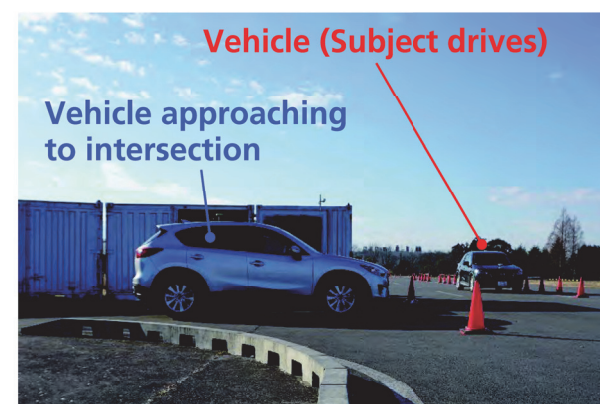 Vehicle (Subject drives)
Vehicle approaching
to intersection